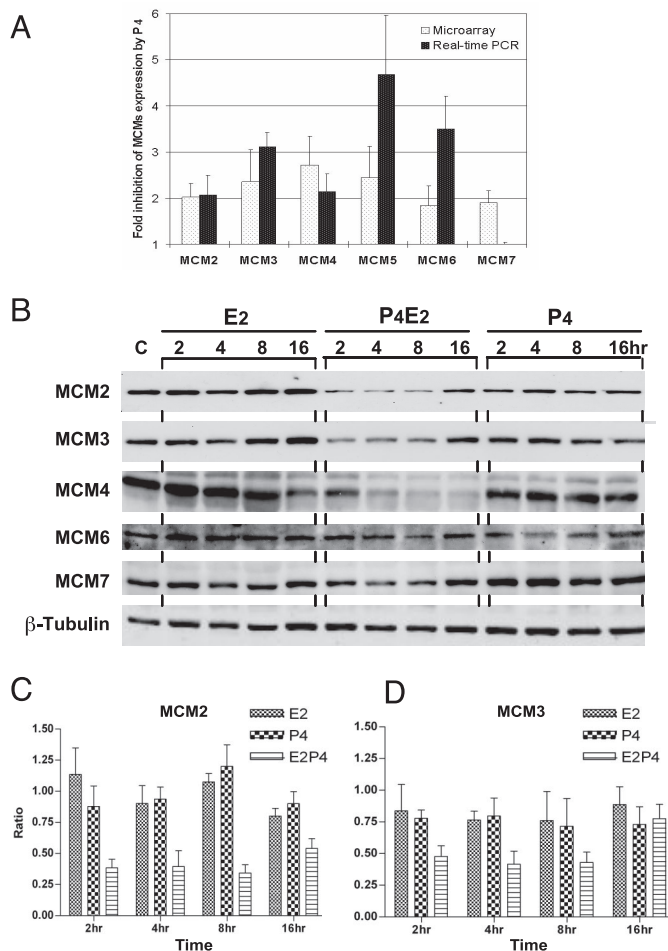 A
Fold inhibition of MCMs expression by P4
6
5
4
3
2
1
Microarray
Real-time PCR
MCM2 MCM3 MCM4 MCM5 MCM6 MCM7
B
E2 P4E2 P4
C 2 4 8 16 2 4 8 16 2 4 8 16hr
MCM2
MCM3
MCM4
MCM6
MCM7
β-Tubulin
C
MCM2
E2
P4
E2P4
Ratio
1.50
1.25
1.00
0.75
0.50
0.25
0.00
2hr 4hr 8hr 16hr
Time
D
MCM3
E2
P4
E2P4
1.50
1.25
1.00
0.75
0.50
0.25
0.00
2hr 4hr 8hr 16hr
Time